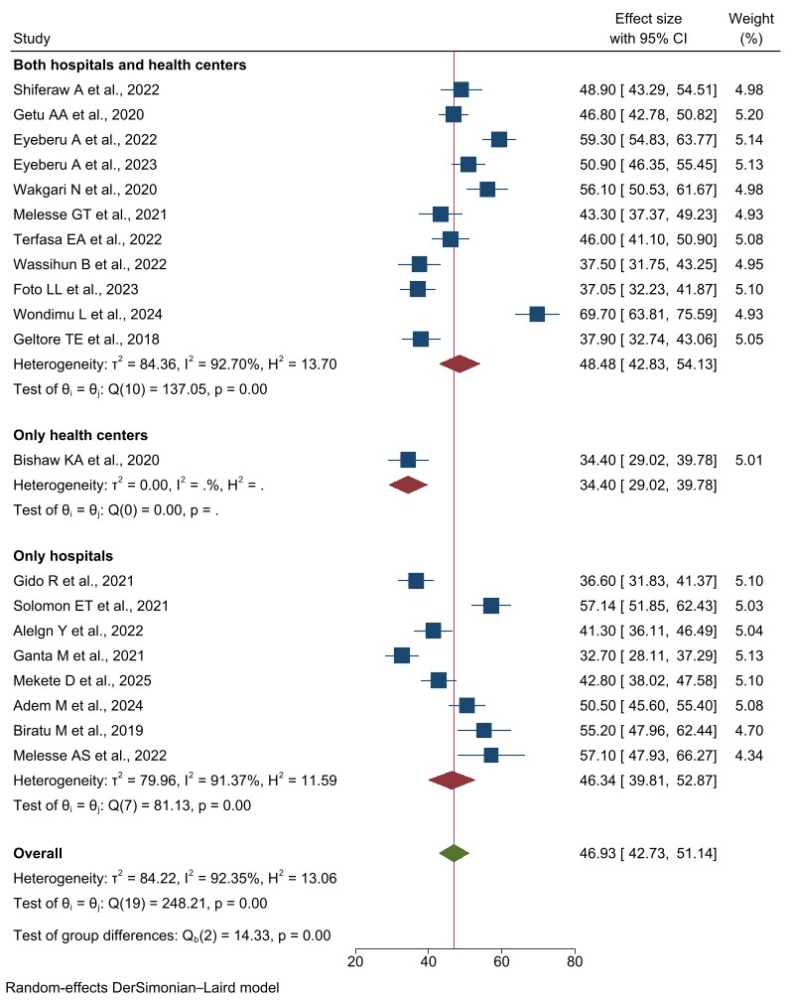 Effect size Weight
Study with 95% CI (%)
Both hospitals and health centers
Shiferaw A et al., 2022 48.90 [ 43.29, 54.51] 4.98
Getu AA et al., 2020 46.80 [ 42.78, 50.82] 5.20
Eyeberu A et al., 2022 59.30 [ 54.83, 63.77] 5.14
Eyeberu A et al., 2023 50.90 [ 46.35, 55.45] 5.13
Wakgari N et al., 2020 56.10 [ 50.53, 61.67] 4.98
Melesse GT et al., 2021 43.30 [ 37.37, 49.23] 4.93
Terfasa EA et al., 2022 46.00 [ 41.10, 50.90] 5.08
Wassihun B et al., 2022 37.50 [ 31.75, 43.25] 4.95
Foto LL et al., 2023 37.05 [ 32.23, 41.87] 5.10
Wondimu L et al., 2024 69.70 [ 63.81, 75.59] 4.93
Geltore TE et al., 2018 37.90 [ 32.74, 43.06] 5.05
Heterogeneity: τ² = 84.36, I² = 92.70%, H² = 13.70 48.48 [ 42.83, 54.13]
Test of θᵢ = θⱼ: Q(10) = 137.05, p = 0.00
Only health centers
Bishaw KA et al., 2020 34.40 [ 29.02, 39.78] 5.01
Heterogeneity: τ² = 0.00, I² = .%, H² = . 34.40 [ 29.02, 39.78]
Test of θᵢ = θⱼ: Q(0) = 0.00, p = .
Only hospitals
Gido R et al., 2021 36.60 [ 31.83, 41.37] 5.10
Solomon ET et al., 2021 57.14 [ 51.85, 62.43] 5.03
Alelgn Y et al., 2022 41.30 [ 36.11, 46.49] 5.04
Ganta M et al., 2021 32.70 [ 28.11, 37.29] 5.13
Mekete D et al., 2025 42.80 [ 38.02, 47.58] 5.10
Adem M et al., 2024 50.50 [ 45.60, 55.40] 5.08
Biratu M et al., 2019 55.20 [ 47.96, 62.44] 4.70
Melesse AS et al., 2022 57.10 [ 47.93, 66.27] 4.34
Heterogeneity: τ² = 79.96, I² = 91.37%, H² = 11.59 46.34 [ 39.81, 52.87]
Test of θᵢ = θⱼ: Q(7) = 81.13, p = 0.00
Overall 46.93 [ 42.73, 51.14]
Heterogeneity: τ² = 84.22, I² = 92.35%, H² = 13.06
Test of θᵢ = θⱼ: Q(19) = 248.21, p = 0.00
Test of group differences: Q_b(2) = 14.33, p = 0.00
20 40 60 80
Random-effects DerSimonian–Laird model